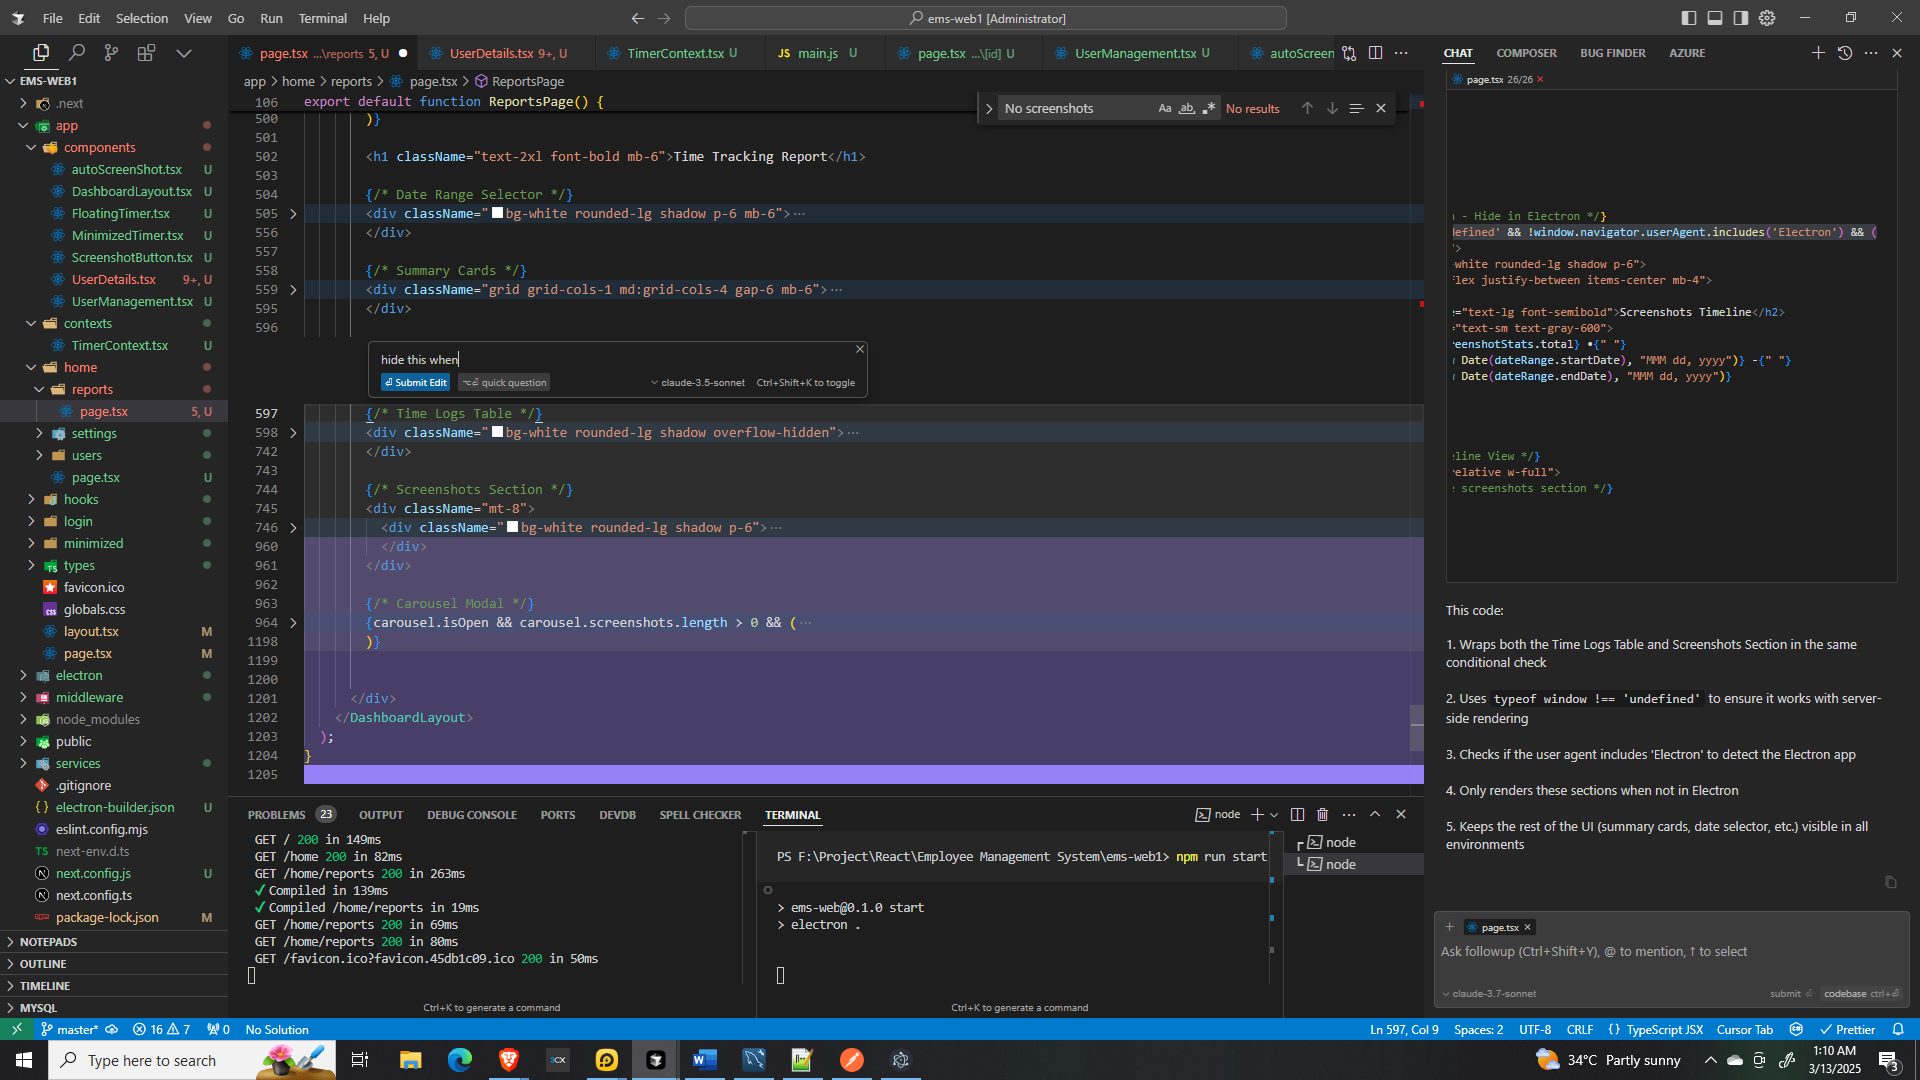 File Edit Selection View Go Run Terminal Help
ems-web1 [Administrator]
EMS-WEB1
.next
app
components
autoScreenShot.tsx U
DashboardLayout.tsx U
FloatingTimer.tsx U
MinimizedTimer.tsx U
ScreenshotButton.tsx U
UserDetails.tsx 9+, U
UserManagement.tsx U
contexts
TimerContext.tsx U
home
reports
page.tsx 5, U
settings
users
page.tsx U
hooks
login
minimized
types
favicon.ico
globals.css
layout.tsx M
page.tsx M
electron
middleware
node_modules
public
services
.gitignore
electron-builder.json U
eslint.config.mjs
next-env.d.ts
next.config.js U
next.config.ts
package-lock.json M
NOTEPADS
OUTLINE
TIMELINE
MYSQL
page.tsx ...\reports 5, U
UserDetails.tsx 9+, U
TimerContext.tsx U
JS main.js U
page.tsx ...\[id] U
UserManagement.tsx U
autoScreen
app > home > reports > page.tsx > ReportsPage
No screenshots Aa ab No results
106 export default function ReportsPage() {
500 )}
501
502 <h1 className="text-2xl font-bold mb-6">Time Tracking Report</h1>
503
504 {/* Date Range Selector */}
505 <div className="bg-white rounded-lg shadow p-6 mb-6">···
556 </div>
557
558 {/* Summary Cards */}
559 <div className="grid grid-cols-1 md:grid-cols-4 gap-6 mb-6">···
595 </div>
596
hide this when
Submit Edit quick question claude-3.5-sonnet Ctrl+Shift+K to toggle
597 {/* Time Logs Table */}
598 <div className="bg-white rounded-lg shadow overflow-hidden">···
742 </div>
743
744 {/* Screenshots Section */}
745 <div className="mt-8">
746 <div className="bg-white rounded-lg shadow p-6">···
960 </div>
961 </div>
962
963 {/* Carousel Modal */}
964 {carousel.isOpen && carousel.screenshots.length > 0 && (···
1198 )}
1199
1200
1201 </div>
1202 </DashboardLayout>
1203 );
1204 }
1205
PROBLEMS 23 OUTPUT DEBUG CONSOLE PORTS DEVDB SPELL CHECKER TERMINAL
node
GET / 200 in 149ms
GET /home 200 in 82ms
GET /home/reports 200 in 263ms
✓ Compiled in 139ms
✓ Compiled /home/reports in 19ms
GET /home/reports 200 in 69ms
GET /home/reports 200 in 80ms
GET /favicon.ico?favicon.45db1c09.ico 200 in 50ms
Ctrl+K to generate a command
PS F:\Project\React\Employee Management System\ems-web1> npm run start
> ems-web@0.1.0 start
> electron .
Ctrl+K to generate a command
node
node
CHAT COMPOSER BUG FINDER AZURE
page.tsx 26/26
- Hide in Electron */}
efined' && !window.navigator.userAgent.includes('Electron') && (
">
white rounded-lg shadow p-6">
flex justify-between items-center mb-4">
="text-lg font-semibold">Screenshots Timeline</h2>
="text-sm text-gray-600">
reenshotStats.total} •{" "}
Date(dateRange.startDate), "MMM dd, yyyy")} -{" "}
Date(dateRange.endDate), "MMM dd, yyyy")}
line View */}
relative w-full">
screenshots section */}
This code:
1. Wraps both the Time Logs Table and Screenshots Section in the same
conditional check
2. Uses typeof window !== 'undefined' to ensure it works with server-
side rendering
3. Checks if the user agent includes 'Electron' to detect the Electron app
4. Only renders these sections when not in Electron
5. Keeps the rest of the UI (summary cards, date selector, etc.) visible in all
environments
page.tsx
Ask followup (Ctrl+Shift+Y), @ to mention, ↑ to select
claude-3.7-sonnet submit codebase ctrl+
master* 16 7 0 No Solution
Ln 597, Col 9 Spaces: 2 UTF-8 CRLF {} TypeScript JSX Cursor Tab Prettier
Type here to search
34°C Partly sunny
1:10 AM
3/13/2025
3